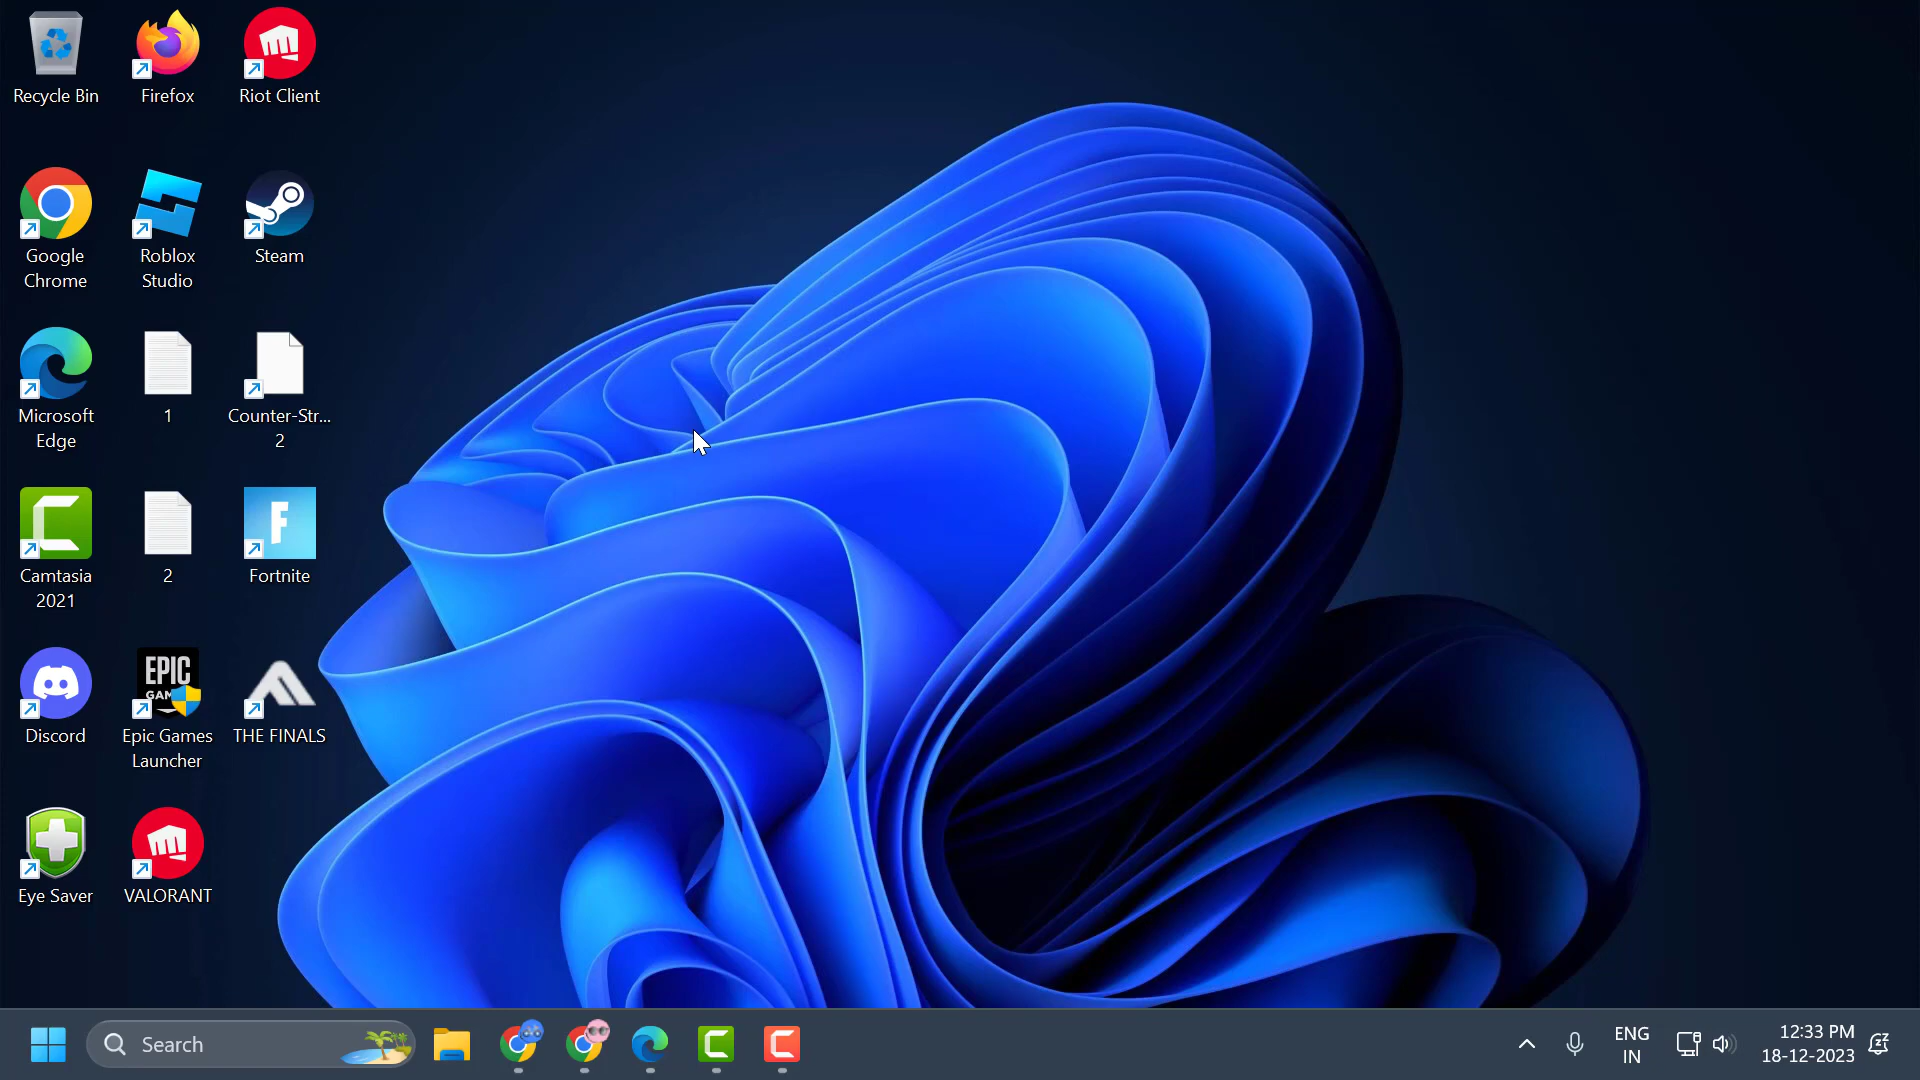 Recycle Bin
Firefox
Riot Client
Google
Chrome
Roblox
Studio
Steam
Microsoft
Edge
1
Counter-Str...
2
Camtasia
2021
2
F
Fortnite
Discord
EPIC
GAM
Epic Games
Launcher
THE FINALS
Eye Saver
VALORANT
Search
ENG
IN
12:33 PM
18-12-2023